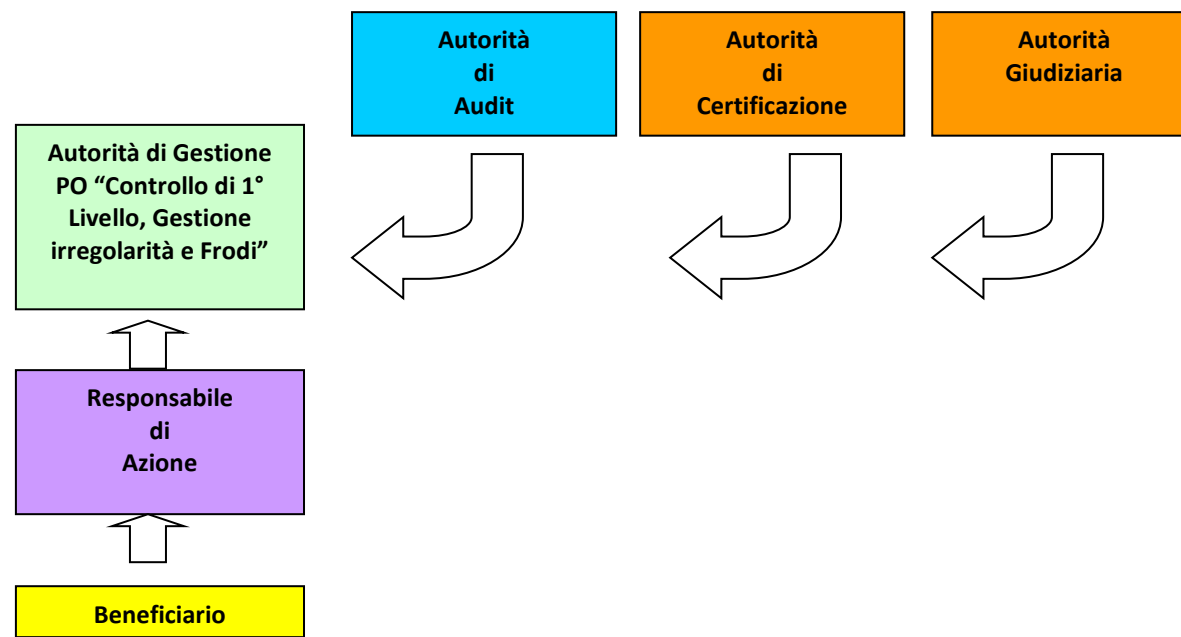 Autorità
di
Audit
Autorità
di
Certificazione
Autorità
Giudiziaria
Autorità di Gestione
PO “Controllo di 1°
Livello, Gestione
irregolarità e Frodi”
Responsabile
di
Azione
Beneficiario